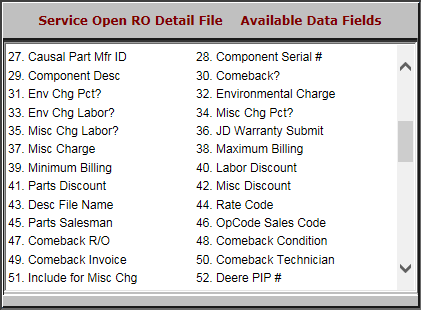 Service Open RO Detail File Available Data Fields
27. Causal Part Mfr ID 28. Component Serial #
29. Component Desc 30. Comeback?
31. Env Chg Pct? 32. Environmental Charge
33. Env Chg Labor? 34. Misc Chg Pct?
35. Misc Chg Labor? 36. JD Warranty Submit
37. Misc Charge 38. Maximum Billing
39. Minimum Billing 40. Labor Discount
41. Parts Discount 42. Misc Discount
43. Desc File Name 44. Rate Code
45. Parts Salesman 46. OpCode Sales Code
47. Comeback R/O 48. Comeback Condition
49. Comeback Invoice 50. Comeback Technician
51. Include for Misc Chg 52. Deere PIP #